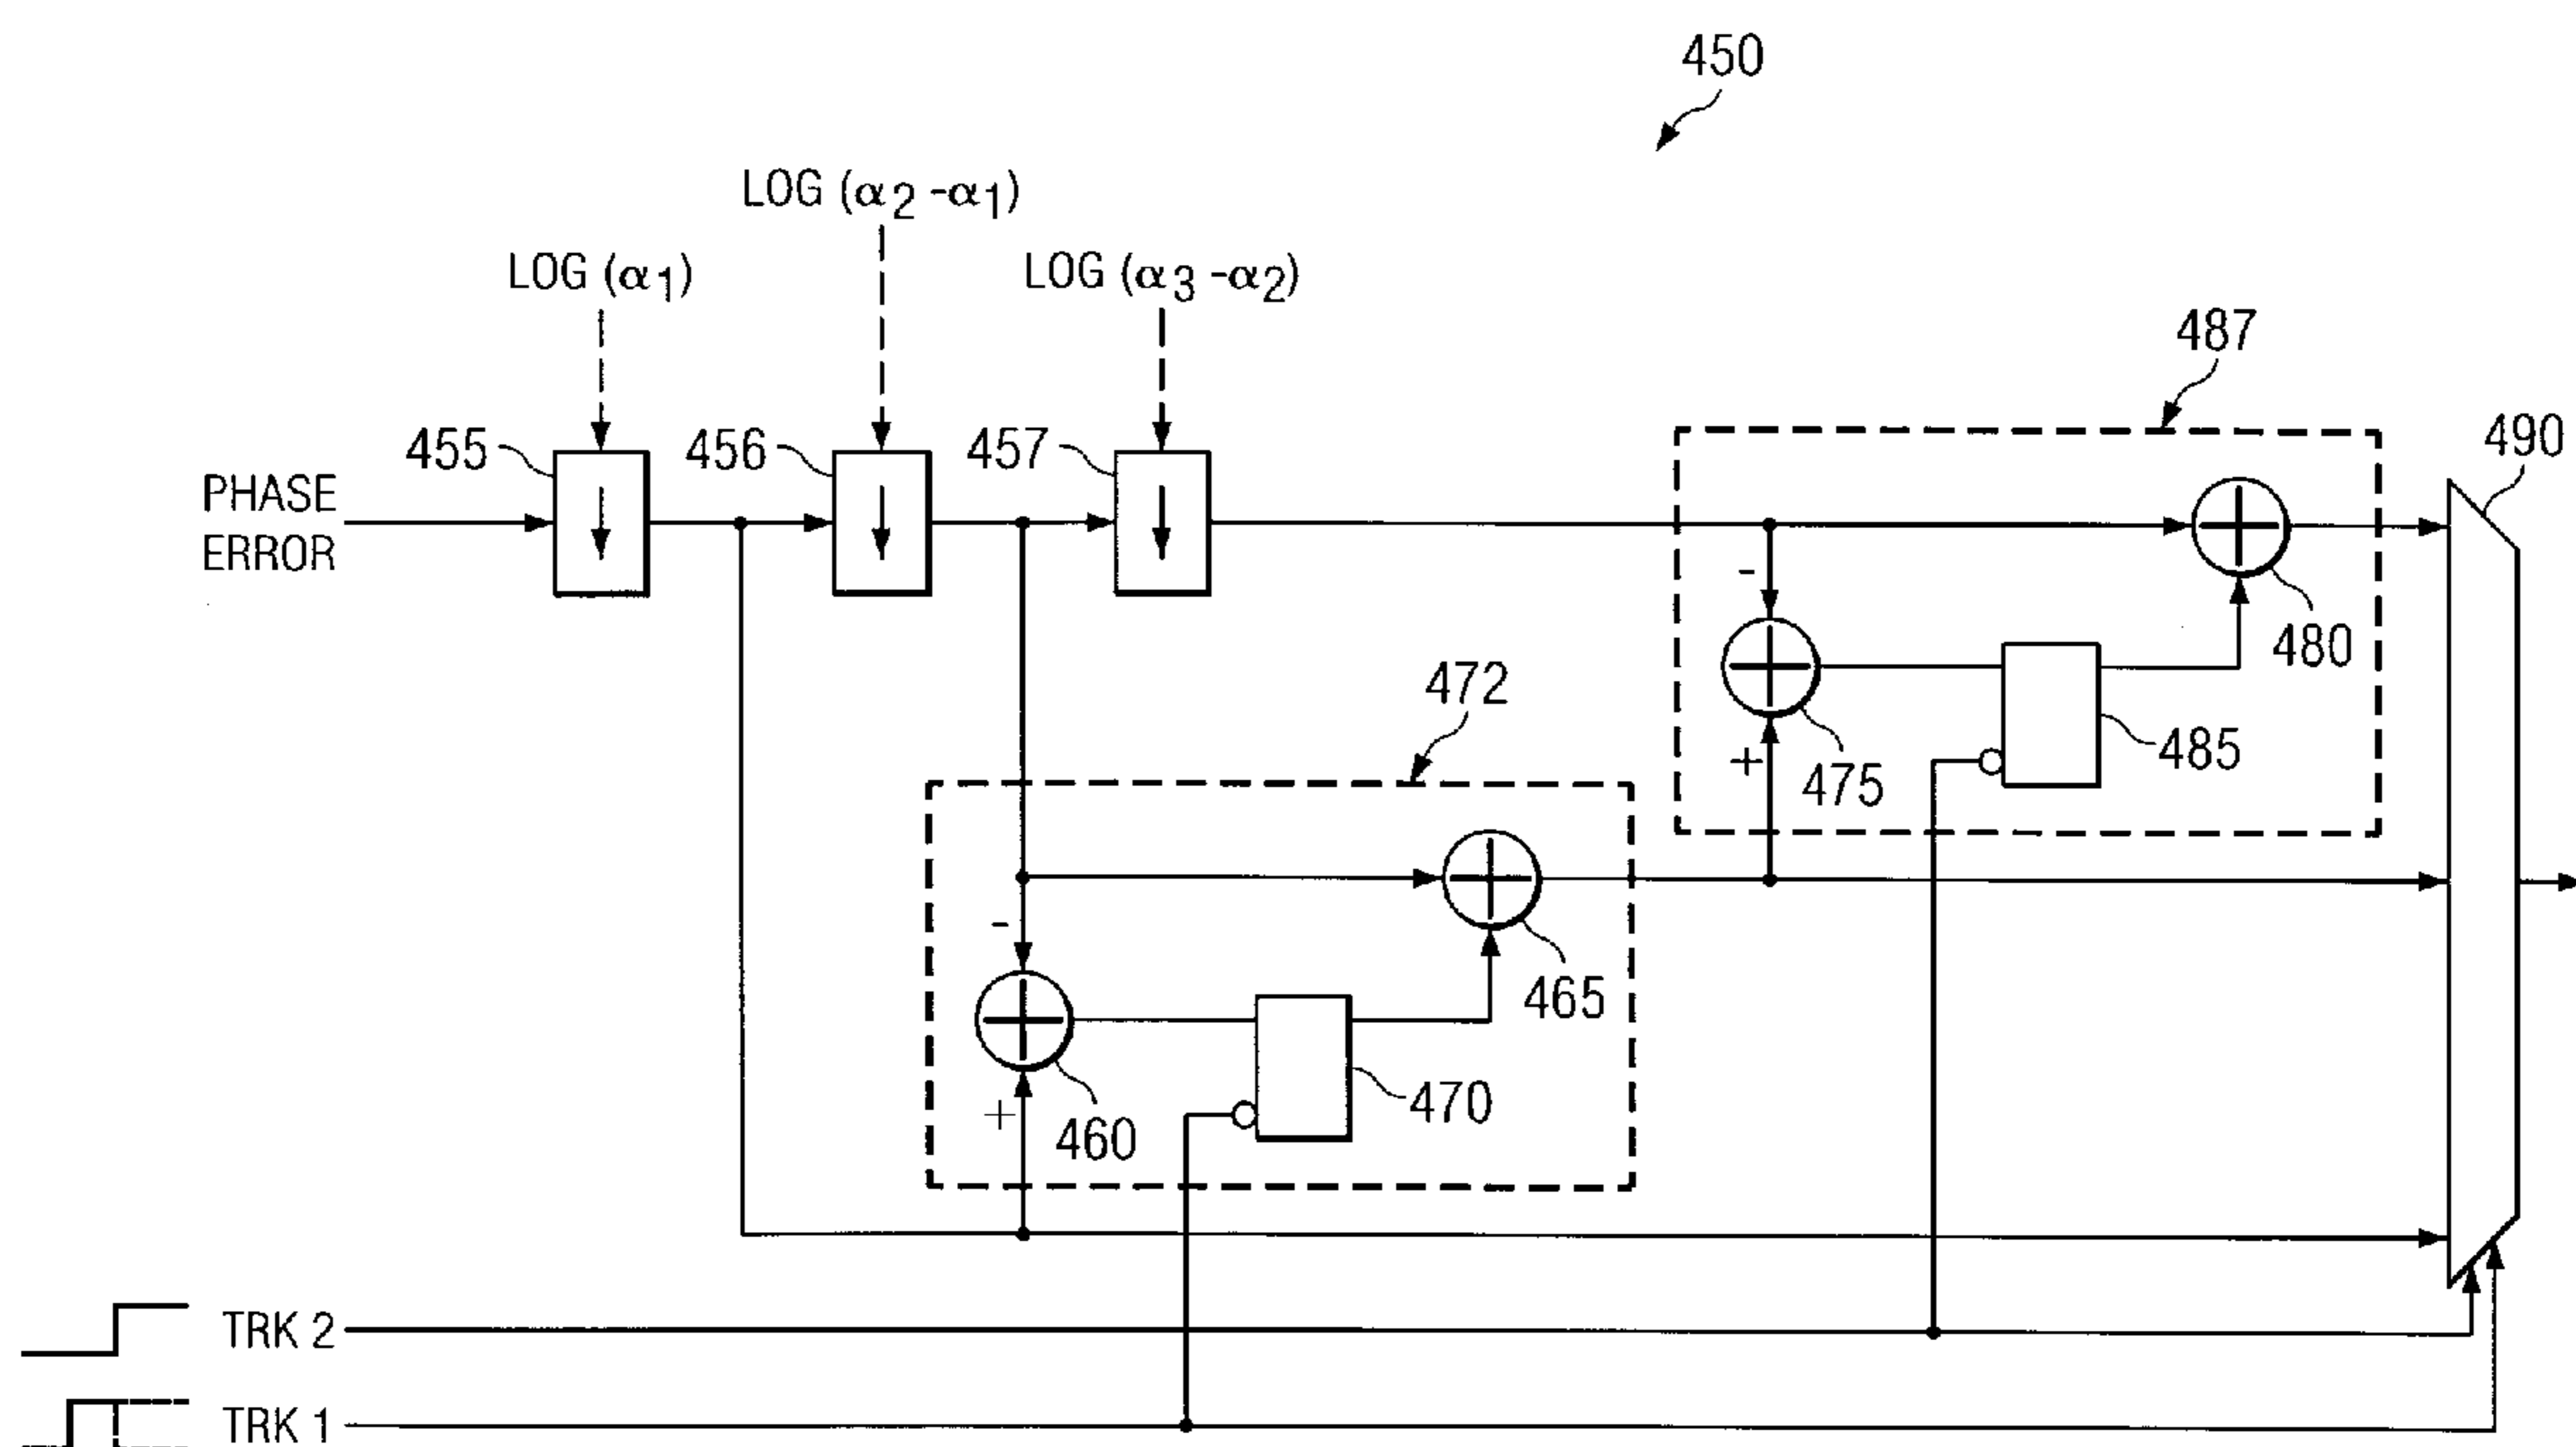 450
LOG (α2 -α1)
LOG (α1)
LOG (α3 -α2)
487
490
455
456
457
PHASE
ERROR
-
480
472
475
485
+
-
465
470
460
+
TRK 2
TRK 1